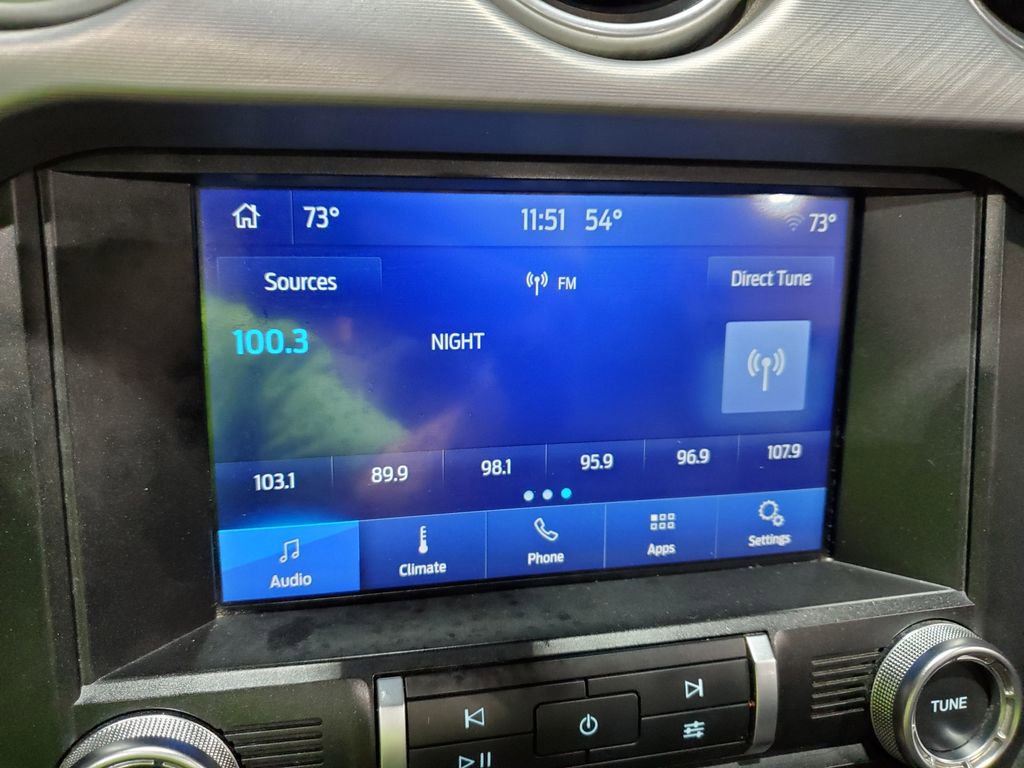 73° 11:51 54° 73°
Sources FM Direct Tune
100.3 NIGHT
103.1 89.9 98.1 95.9 96.9 107.9
Audio Climate Phone Apps Settings
TUNE